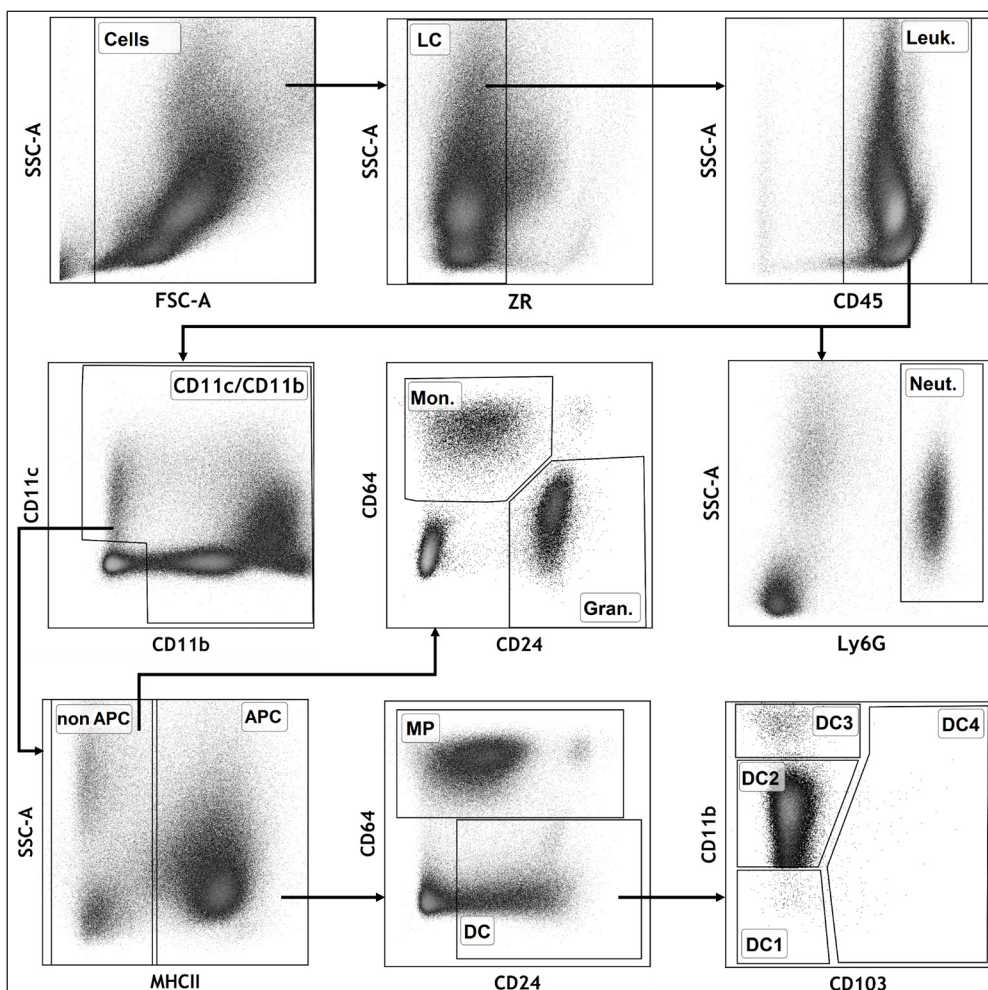 Cells
SSC-A
FSC-A
LC
SSC-A
ZR
Leuk.
SSC-A
CD45
CD11c/CD11b
CD11c
CD11b
Mon.
Gran.
CD64
CD24
Neut.
SSC-A
Ly6G
non APC
APC
SSC-A
MHCII
MP
DC
CD64
CD24
DC3
DC4
DC2
DC1
CD11b
CD103